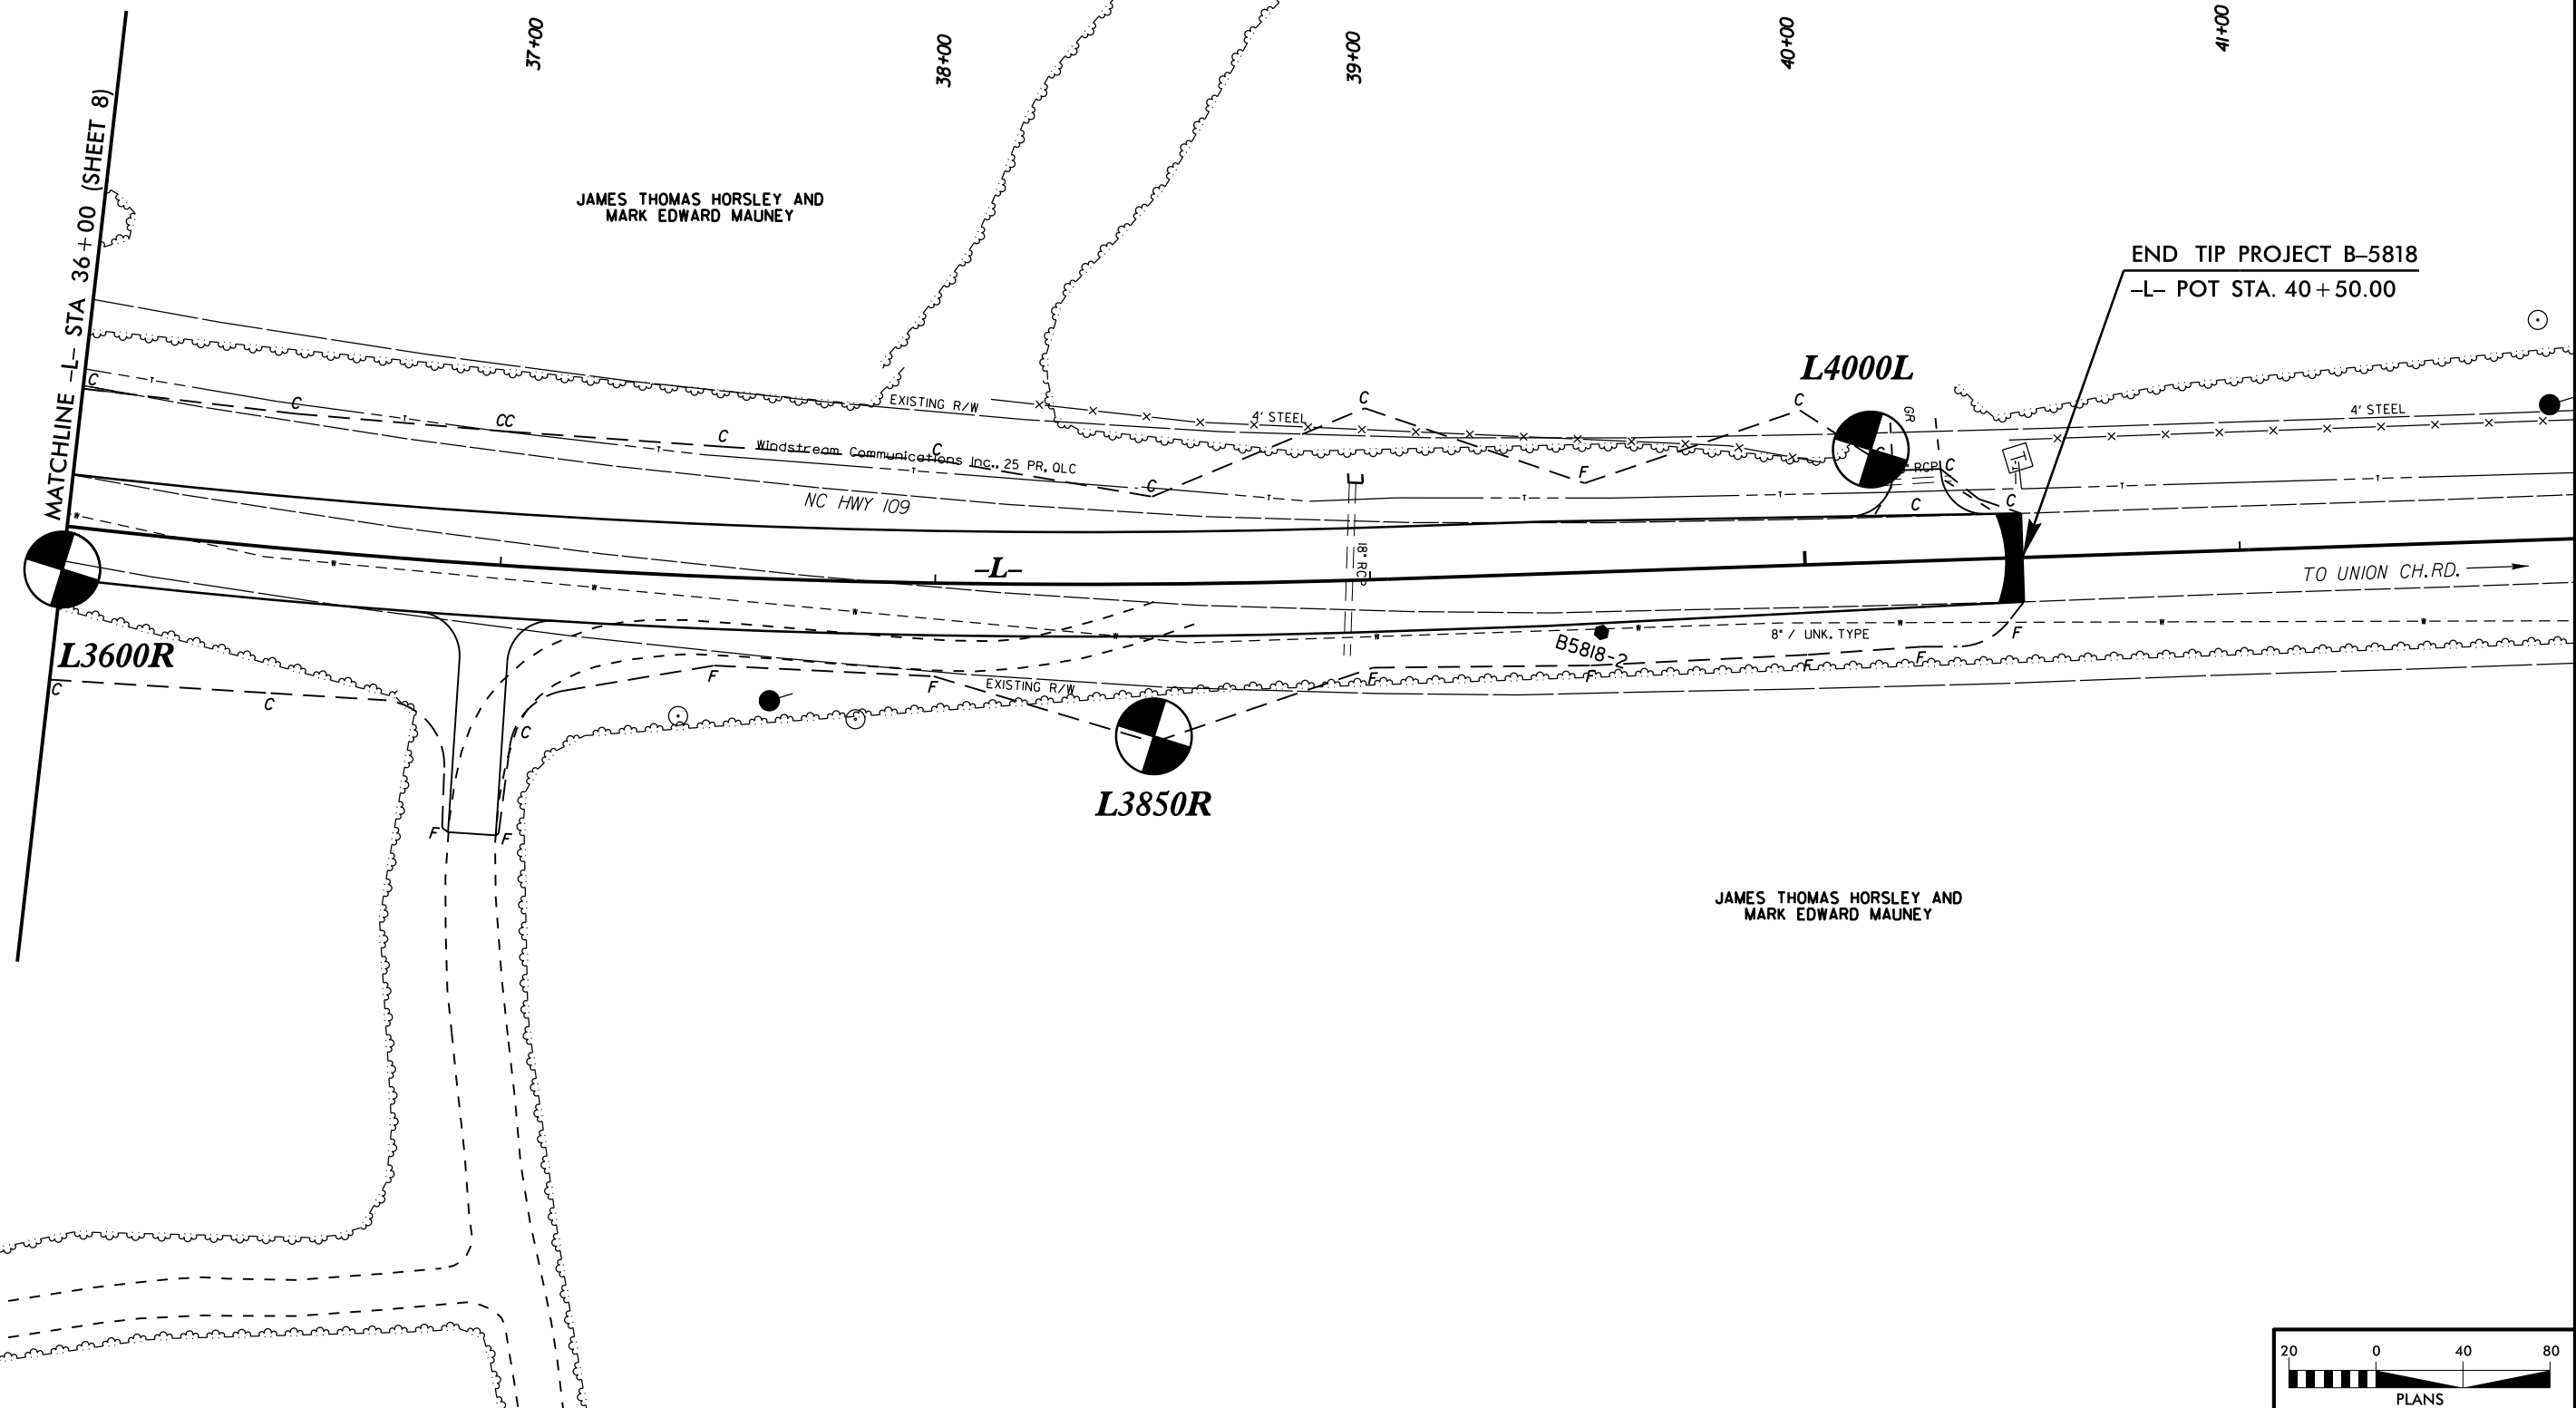 37+00
38+00
39+00
40+00
41+00
MATCHLINE –L– STA 36+00 (SHEET 8)
JAMES THOMAS HORSLEY AND
MARK EDWARD MAUNEY
END TIP PROJECT B–5818
–L– POT STA. 40+50.00
L4000L
GR
EXISTING R/W
4' STEEL
4' STEEL
C
C
CC
C
C
C
C
F
C
C
C
C
RCP
T
Windstream Communications Inc., 25 PR, QLC
NC HWY 109
18" RCP
–L–
TO UNION CH.RD.
8" / UNK. TYPE
B5818-2
L3600R
C
C
C
F
F
F
F
F
F
F
F
F
EXISTING R/W
L3850R
JAMES THOMAS HORSLEY AND
MARK EDWARD MAUNEY
20 0 40 80
PLANS